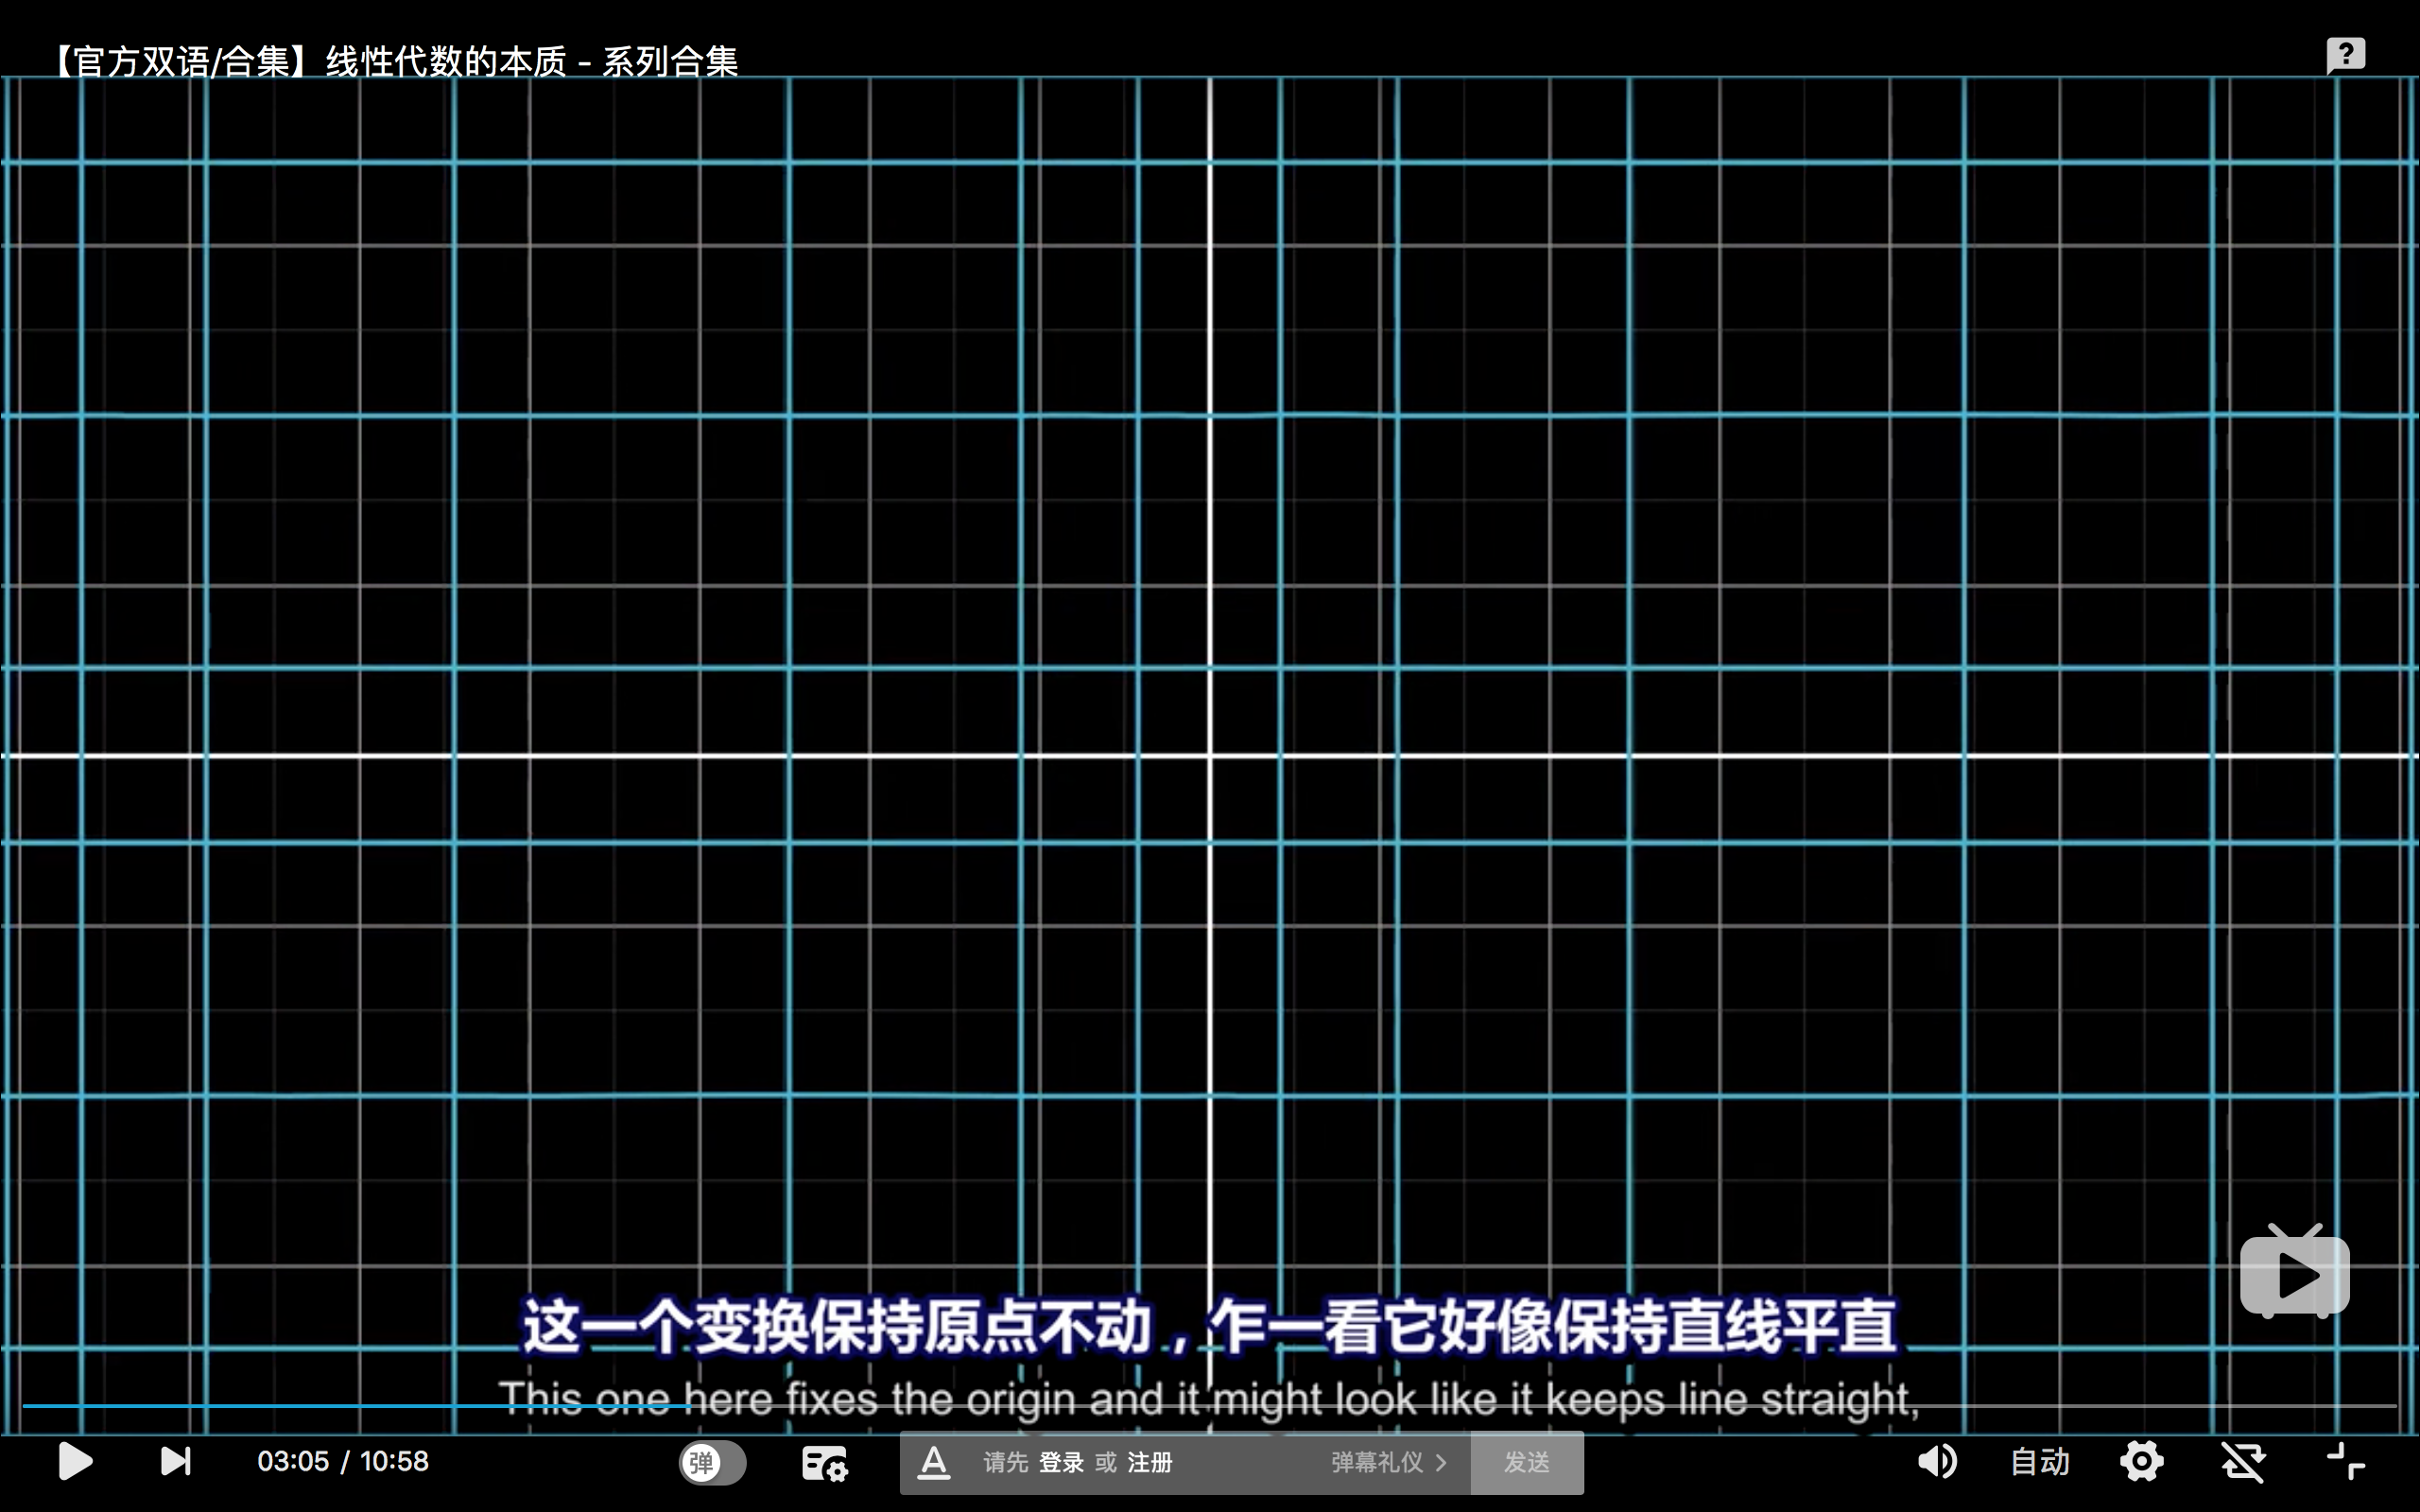 【官方双语/合集】线性代数的本质 - 系列合集
这一个变换保持原点不动，乍一看它好像保持直线平直
This one here fixes the origin and it might look like it keeps line straight,
03:05 / 10:58
弹
请先 登录 或 注册
弹幕礼仪 >
发送
自动